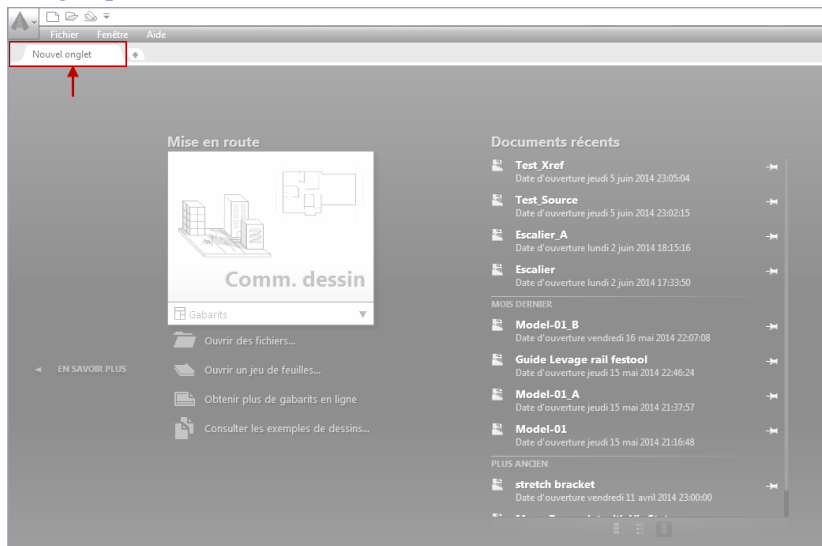 Fichier Fenêtre Aide
Nouvel onglet
Mise en route
Comm. dessin
Gabarits
Ouvrir des fichiers...
Ouvrir un jeu de feuilles...
Obtenir plus de gabarits en ligne
Consulter les exemples de dessins...
EN SAVOIR PLUS
Documents récents
Test_Xref
Date d'ouverture jeudi 5 juin 2014 23:05:04
Test_Source
Date d'ouverture jeudi 5 juin 2014 23:02:15
Escalier_A
Date d'ouverture lundi 2 juin 2014 18:15:16
Escalier
Date d'ouverture lundi 2 juin 2014 17:33:50
MOIS DERNIER
Model-01_B
Date d'ouverture vendredi 16 mai 2014 22:07:08
Guide Levage rail festool
Date d'ouverture jeudi 15 mai 2014 22:46:24
Model-01_A
Date d'ouverture jeudi 15 mai 2014 21:37:57
Model-01
Date d'ouverture jeudi 15 mai 2014 21:16:48
PLUS ANCIEN
stretch bracket
Date d'ouverture vendredi 11 avril 2014 23:00:00